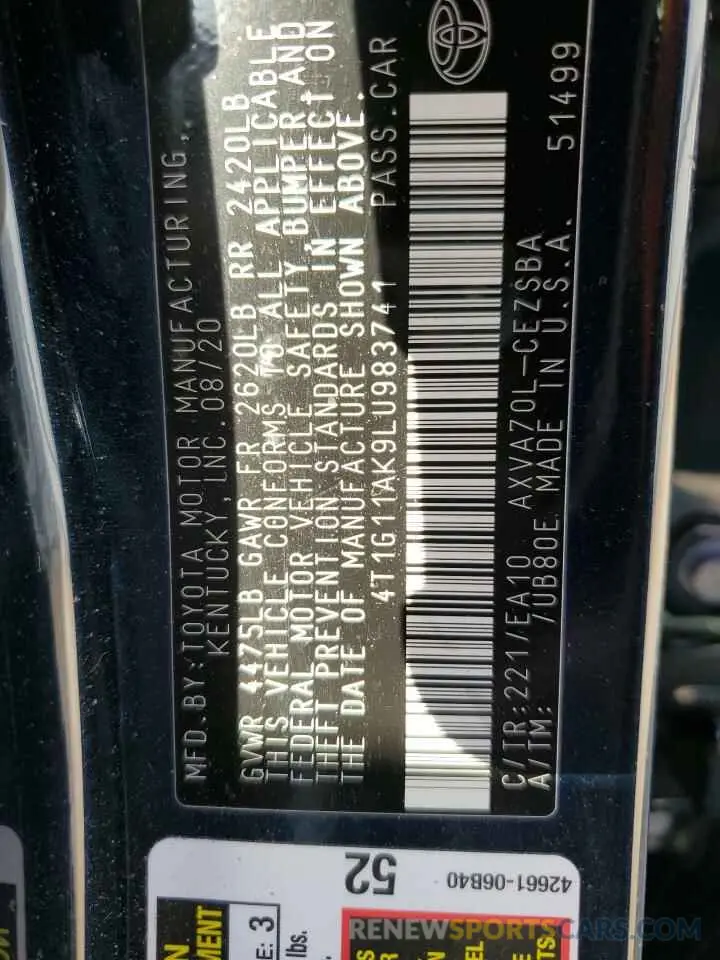 MFD.BY:TOYOTA MOTOR MANUFACTURING,
KENTUCKY,INC.08/20
GVWR 4475LB GAWR FR 2620LB RR 2420LB
THIS VEHICLE CONFORMS TO ALL APPLICABLE
FEDERAL MOTOR VEHICLE SAFETY, BUMPER AND
THEFT PREVENTION STANDARDS IN EFFECT ON
THE DATE OF MANUFACTURE SHOWN ABOVE.
4T1G11AK9LU983741 PASS.CAR
C/TR:221/EA10 AXVA70L-CEZSBA 51499
A/TM: /UB80E MADE IN U.S.A.
52
42661-06B40
MENT
E: 3
lbs.
RENEWSPORTSCARS.COM